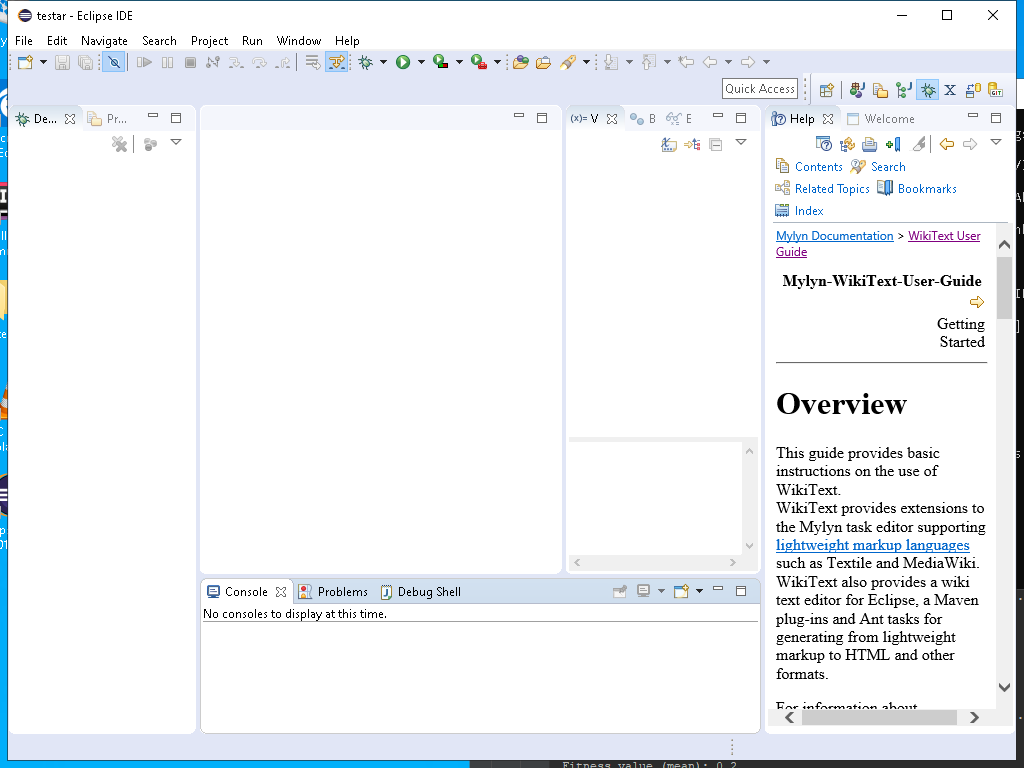 testar - Eclipse IDE
File Edit Navigate Search Project Run Window Help
Quick Access
De...
Pr...
(x)= V
B
E
Help
Welcome
Contents
Search
Related Topics
Bookmarks
Index
Mylyn Documentation > WikiText User
Guide
Mylyn-WikiText-User-Guide
Getting
Started
Overview
This guide provides basic
instructions on the use of
WikiText.
WikiText provides extensions to
the Mylyn task editor supporting
lightweight markup languages
such as Textile and MediaWiki.
WikiText also provides a wiki
text editor for Eclipse, a Maven
plug-ins and Ant tasks for
generating from lightweight
markup to HTML and other
formats.
For information about
Console
Problems
Debug Shell
No consoles to display at this time.
Fitness value (mean): 0.2